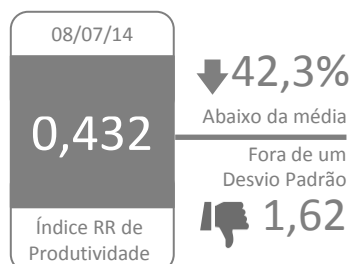 08/07/14
0,432
Índice RR de
Produtividade
42,3%
Abaixo da média
Fora de um
Desvio Padrão
1,62